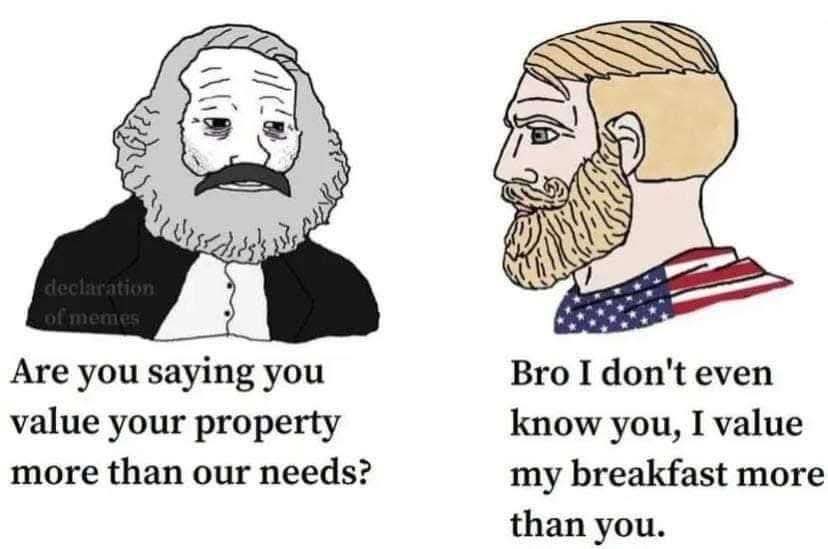 declaration
of memes
Are you saying you
value your property
more than our needs?
Bro I don't even
know you, I value
my breakfast more
than you.